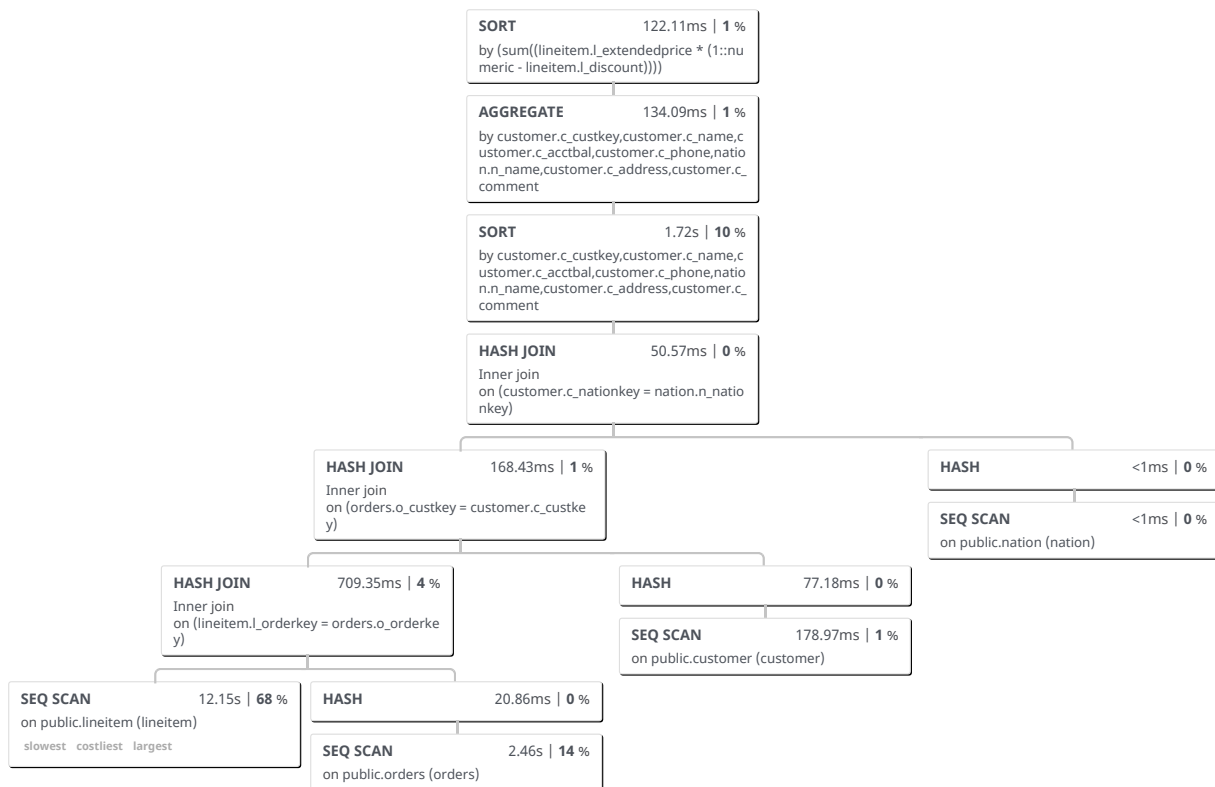 SORT 122.11ms | 1 %
by (sum((lineitem.l_extendedprice * (1::nu
meric - lineitem.l_discount))))
AGGREGATE 134.09ms | 1 %
by customer.c_custkey,customer.c_name,c
ustomer.c_acctbal,customer.c_phone,natio
n.n_name,customer.c_address,customer.c_
comment
SORT 1.72s | 10 %
by customer.c_custkey,customer.c_name,c
ustomer.c_acctbal,customer.c_phone,natio
n.n_name,customer.c_address,customer.c_
comment
HASH JOIN 50.57ms | 0 %
Inner join
on (customer.c_nationkey = nation.n_natio
nkey)
HASH JOIN 168.43ms | 1 %
Inner join
on (orders.o_custkey = customer.c_custke
y)
HASH <1ms | 0 %
SEQ SCAN <1ms | 0 %
on public.nation (nation)
HASH JOIN 709.35ms | 4 %
Inner join
on (lineitem.l_orderkey = orders.o_orderke
y)
HASH 77.18ms | 0 %
SEQ SCAN 178.97ms | 1 %
on public.customer (customer)
SEQ SCAN 12.15s | 68 %
on public.lineitem (lineitem)
slowest costliest largest
HASH 20.86ms | 0 %
SEQ SCAN 2.46s | 14 %
on public.orders (orders)